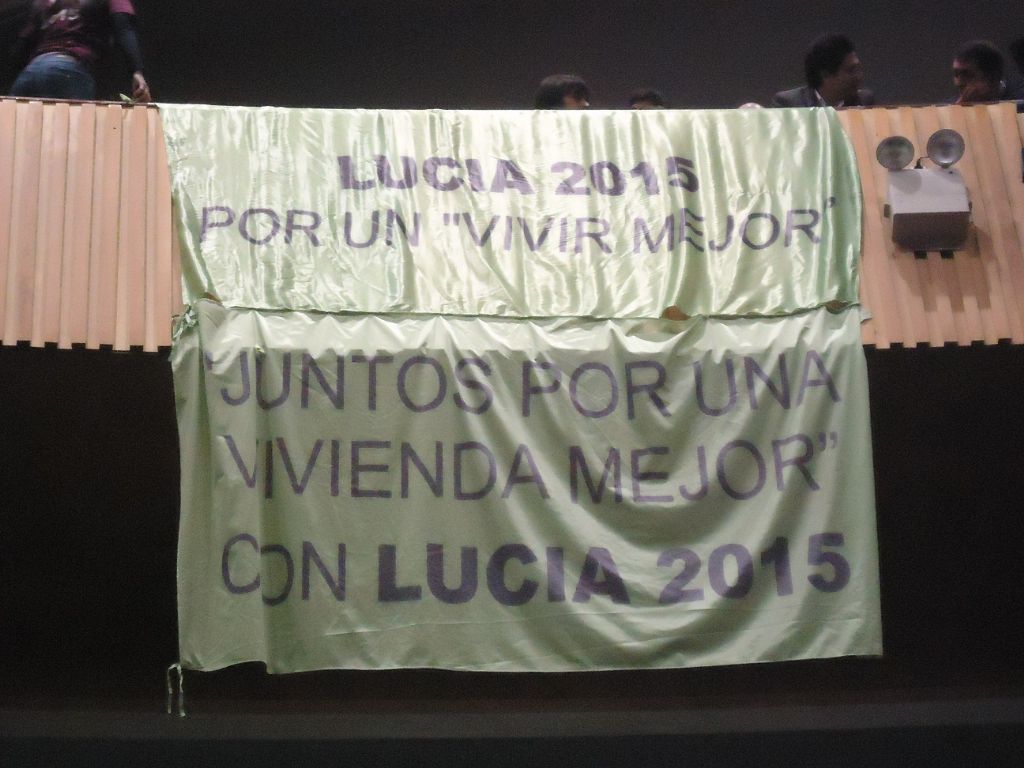 LUCIA 2015
POR UN "VIVIR MEJOR"
"JUNTOS POR UNA
VIVIENDA MEJOR"
CON LUCIA 2015